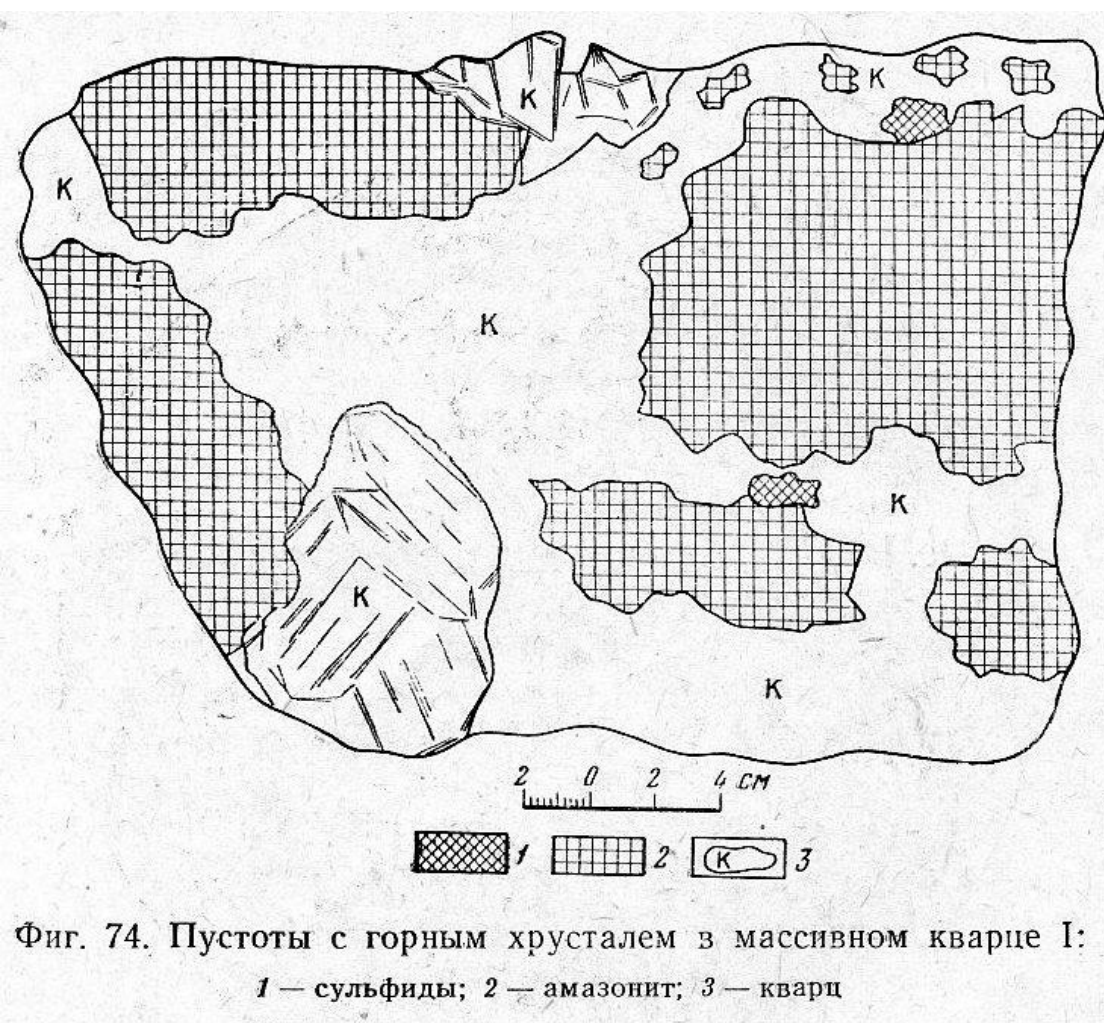 К
К
К
К
К
К
К
2 0 2 4 см
1 2 К 3
Фиг. 74. Пустоты с горным хрусталем в массивном кварце I:
1 — сульфиды; 2 — амазонит; 3 — кварц